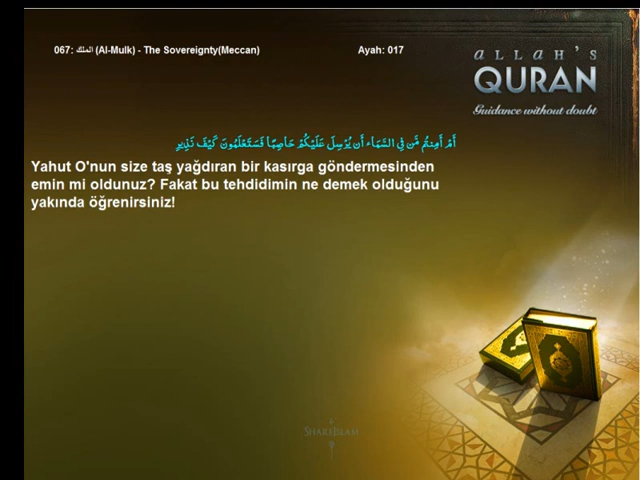 067: الملك (Al-Mulk) - The Sovereignty(Meccan) Ayah: 017
ALLAH'S
QURAN
Guidance without doubt
أَمْ أَمِنتُم مَّن فِي السَّمَاءِ أَن يُرْسِلَ عَلَيْكُمْ حَاصِبًا فَسَتَعْلَمُونَ كَيْفَ نَذِيرِ
Yahut O'nun size taş yağdıran bir kasırga göndermesinden
emin mi oldunuz? Fakat bu tehdidimin ne demek olduğunu
yakında öğrenirsiniz!
SHAREISLAM